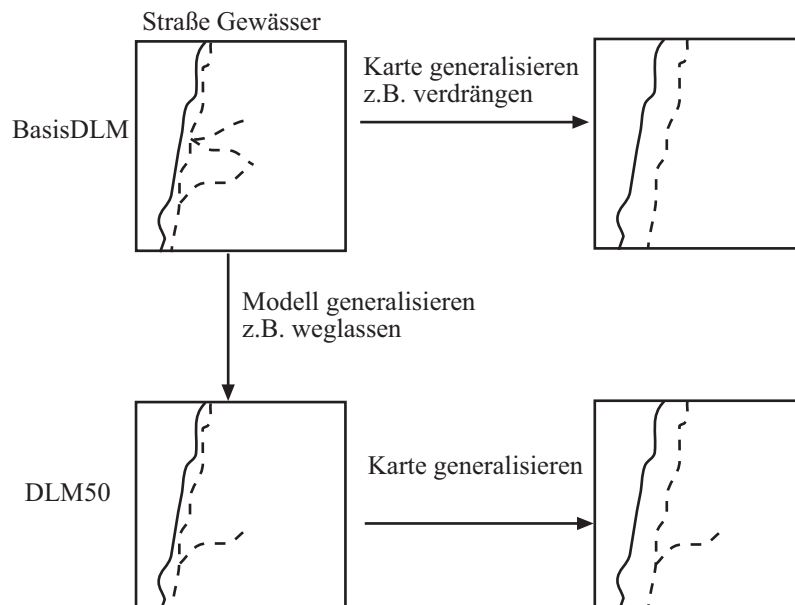 Straße Gewässer
Karte generalisieren
z.B. verdrängen
BasisDLM
Modell generalisieren
z.B. weglassen
Karte generalisieren
DLM50